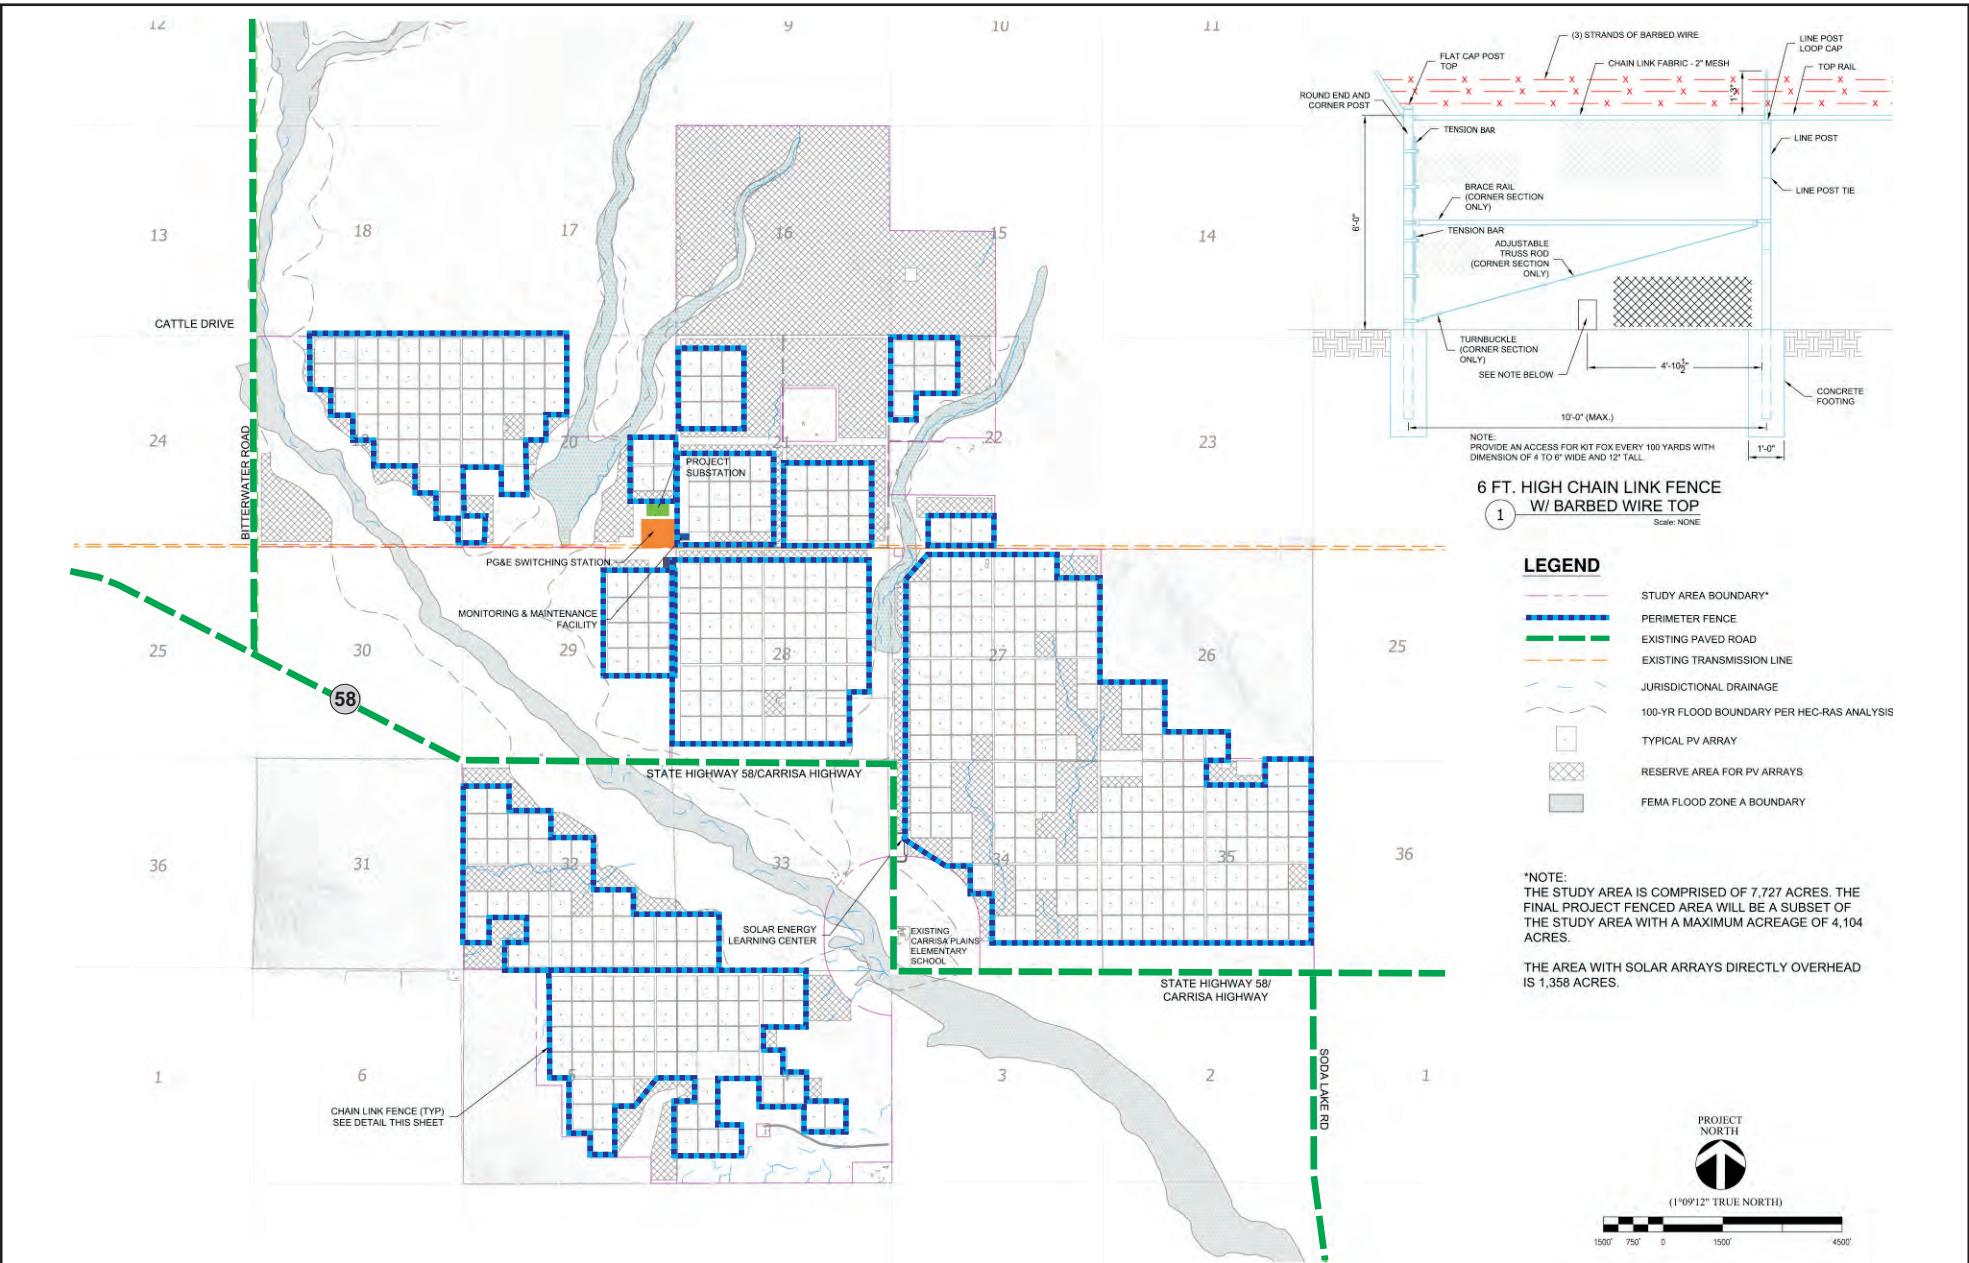 12
9
10
11
13
18
17
16
15
14
CATTLE DRIVE
24
19
20
21
22
23
BITTERWATER ROAD
PROJECT
SUBSTATION
PG&E SWITCHING STATION
MONITORING & MAINTENANCE
FACILITY
25
30
29
28
27
26
25
58
STATE HIGHWAY 58/CARRISA HIGHWAY
36
31
32
33
34
35
36
SOLAR ENERGY
LEARNING CENTER
EXISTING
CARRISA PLAINS
ELEMENTARY
SCHOOL
STATE HIGHWAY 58/
CARRISA HIGHWAY
SODA LAKE RD
1
6
5
4
3
2
1
CHAIN LINK FENCE (TYP)
SEE DETAIL THIS SHEET
(3) STRANDS OF BARBED WIRE
LINE POST
LOOP CAP
FLAT CAP POST
TOP
CHAIN LINK FABRIC - 2" MESH
TOP RAIL
ROUND END AND
CORNER POST
1'-3"
TENSION BAR
LINE POST
BRACE RAIL
(CORNER SECTION
ONLY)
LINE POST TIE
6'-0"
TENSION BAR
ADJUSTABLE
TRUSS ROD
(CORNER SECTION
ONLY)
TURNBUCKLE
(CORNER SECTION
ONLY)
SEE NOTE BELOW
4'-10 1/2"
CONCRETE
FOOTING
10'-0" (MAX.)
1'-0"
NOTE:
PROVIDE AN ACCESS FOR KIT FOX EVERY 100 YARDS WITH
DIMENSION OF 4 TO 6" WIDE AND 12" TALL.
6 FT. HIGH CHAIN LINK FENCE
1 W/ BARBED WIRE TOP
Scale: NONE
LEGEND
STUDY AREA BOUNDARY*
PERIMETER FENCE
EXISTING PAVED ROAD
EXISTING TRANSMISSION LINE
JURISDICTIONAL DRAINAGE
100-YR FLOOD BOUNDARY PER HEC-RAS ANALYSIS
TYPICAL PV ARRAY
RESERVE AREA FOR PV ARRAYS
FEMA FLOOD ZONE A BOUNDARY
*NOTE:
THE STUDY AREA IS COMPRISED OF 7,727 ACRES. THE
FINAL PROJECT FENCED AREA WILL BE A SUBSET OF
THE STUDY AREA WITH A MAXIMUM ACREAGE OF 4,104
ACRES.
THE AREA WITH SOLAR ARRAYS DIRECTLY OVERHEAD
IS 1,358 ACRES.
PROJECT
NORTH
(1°09'12" TRUE NORTH)
1500' 750' 0 1500' 4500'